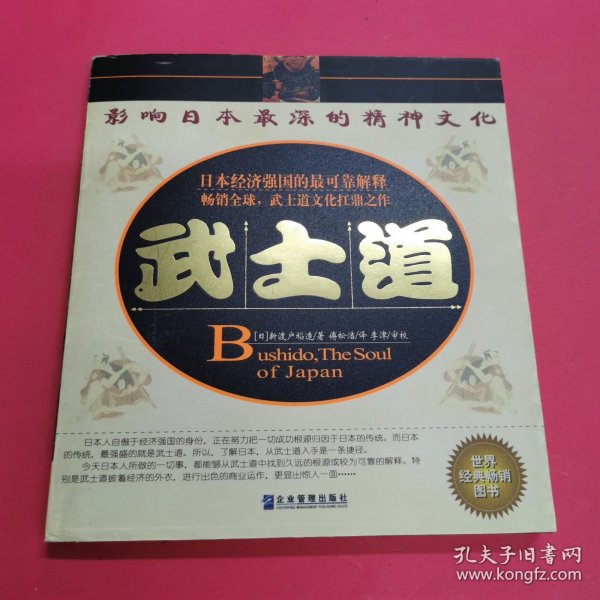 影响日本最深的精神文化
日本经济强国的最可靠解释
畅销全球，武士道文化扛鼎之作
武士道
[日]新渡户稻造/著 傅松洁/译 李津/审校
Bushido, The Soul
of Japan
日本人自傲于经济强国的身份，正在努力把一切成功根源归因于日本的传统。而日本
的传统，最强盛的就是武士道。所以，了解日本，从武士道入手是一条捷径。
今天日本人所做的一切事，都能够从武士道中找到久远的根源或较为可靠的解释。特
别是武士道披着经济的外衣，进行出色的商业运作，更显出惊人一面……
世界
经典畅销
图书
企业管理出版社
ENTERPRISE MANAGEMENT PUBLISHING HOUSE
孔夫子旧书网
www.kongfz.com